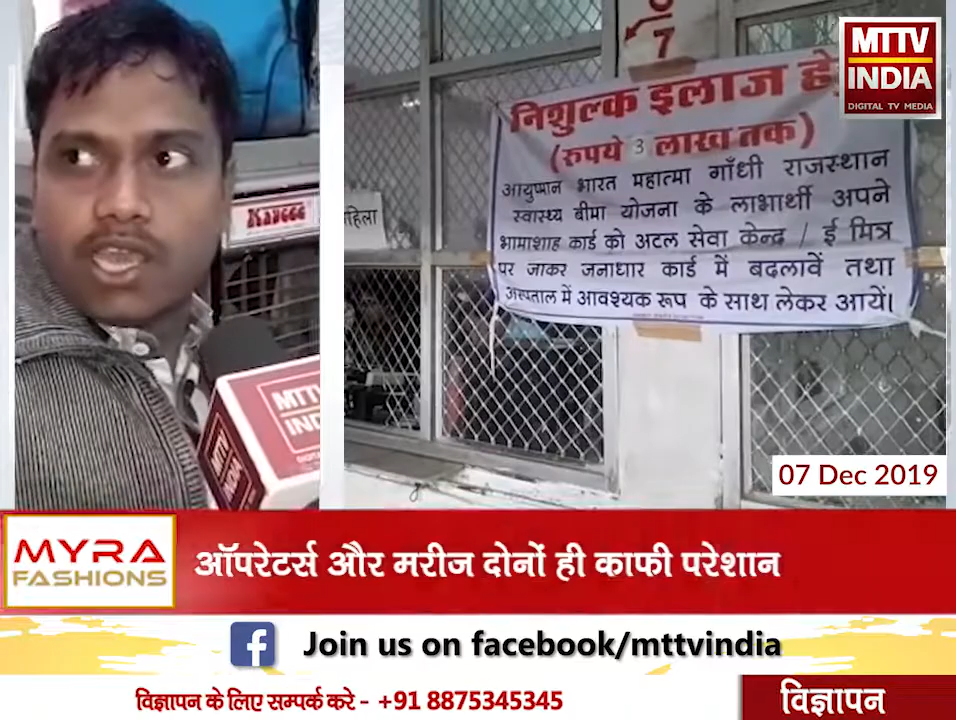 MTTV
INDIA
DIGITAL TV MEDIA
7
निशुल्क इलाज हे
(रुपये 3 लाख तक)
आयुष्मान भारत महात्मा गाँधी राजस्थान
स्वास्थ्य बीमा योजना के लाभार्थी अपने
भामाशाह कार्ड को अटल सेवा केन्द्र / ई मित्र
पर जाकर जनाधार कार्ड में बदलावें तथा
अस्पताल में आवश्यक रूप के साथ लेकर आयें।
महिला
MTTV
07 Dec 2019
MYRA
FASHIONS
ऑपरेटर्स और मरीज दोनों ही काफी परेशान
Join us on facebook/mttvindia
विज्ञापन के लिए सम्पर्क करे - +91 8875345345
विज्ञापन